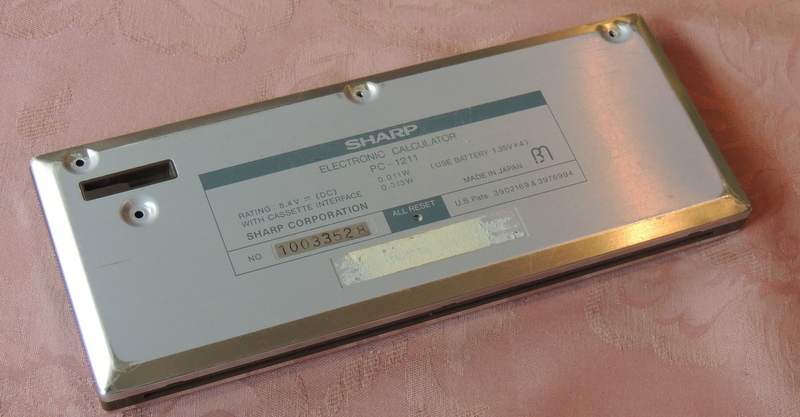 SHARP
ELECTRONIC CALCULATOR
PC-1211
RATING: 5.4V ⎓ (DC) 0.011W (USE BATTERY 1.35V x 4)
WITH CASSETTE INTERFACE 0.013W
SHARP CORPORATION MADE IN JAPAN
NO. 10033528 ALL RESET U.S. Pats. 3902169 & 3976994